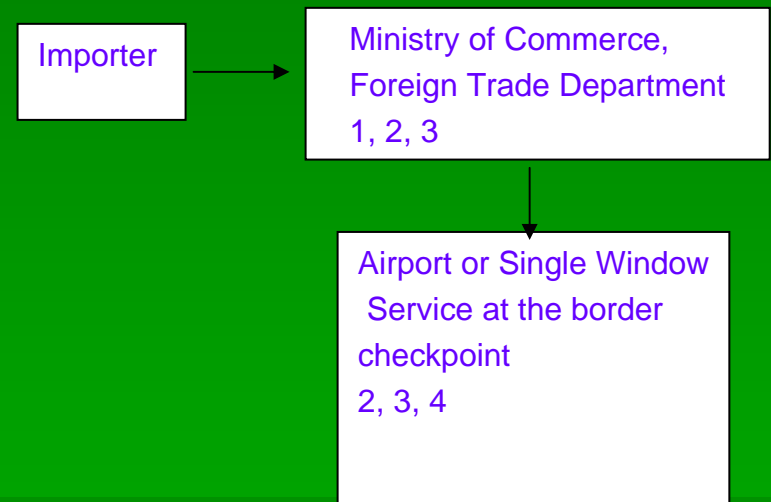 Importer
Ministry of Commerce,
Foreign Trade Department
1, 2, 3
Airport or Single Window
Service at the border
checkpoint
2, 3, 4